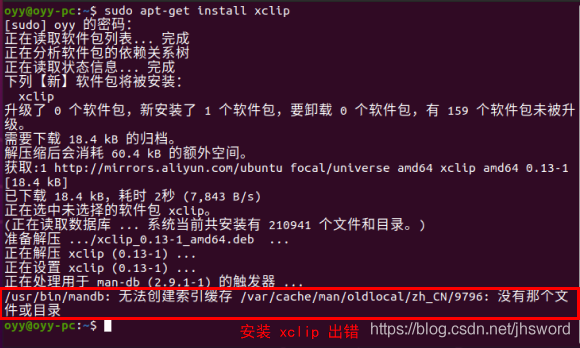 oyy@oyy-pc:~$ sudo apt-get install xclip
[sudo] oyy 的密码：
正在读取软件包列表... 完成
正在分析软件包的依赖关系树
正在读取状态信息... 完成
下列【新】软件包将被安装：
  xclip
升级了 0 个软件包，新安装了 1 个软件包，要卸载 0 个软件包，有 159 个软件包未被升
级。
需要下载 18.4 kB 的归档。
解压缩后会消耗 60.4 kB 的额外空间。
获取:1 http://mirrors.aliyun.com/ubuntu focal/universe amd64 xclip amd64 0.13-1
[18.4 kB]
已下载 18.4 kB，耗时 2秒 (7,843 B/s)
正在选中未选择的软件包 xclip。
(正在读取数据库 ... 系统当前共安装有 210941 个文件和目录。)
准备解压 .../xclip_0.13-1_amd64.deb  ...
正在解压 xclip (0.13-1) ...
正在设置 xclip (0.13-1) ...
正在处理用于 man-db (2.9.1-1) 的触发器 ...
/usr/bin/mandb: 无法创建索引缓存 /var/cache/man/oldlocal/zh_CN/9796: 没有那个文
件或目录
oyy@oyy-pc:~$
安装 xclip 出错
https://blog.csdn.net/jhsword